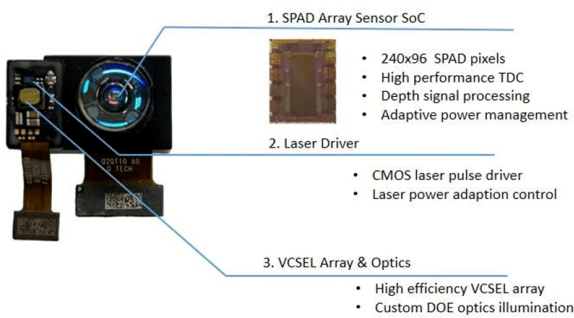 1. SPAD Array Sensor SoC
• 240x96 SPAD pixels
• High performance TDC
• Depth signal processing
• Adaptive power management
2. Laser Driver
• CMOS laser pulse driver
• Laser power adaption control
Q TECH
3. VCSEL Array & Optics
• High efficiency VCSEL array
• Custom DOE optics illumination